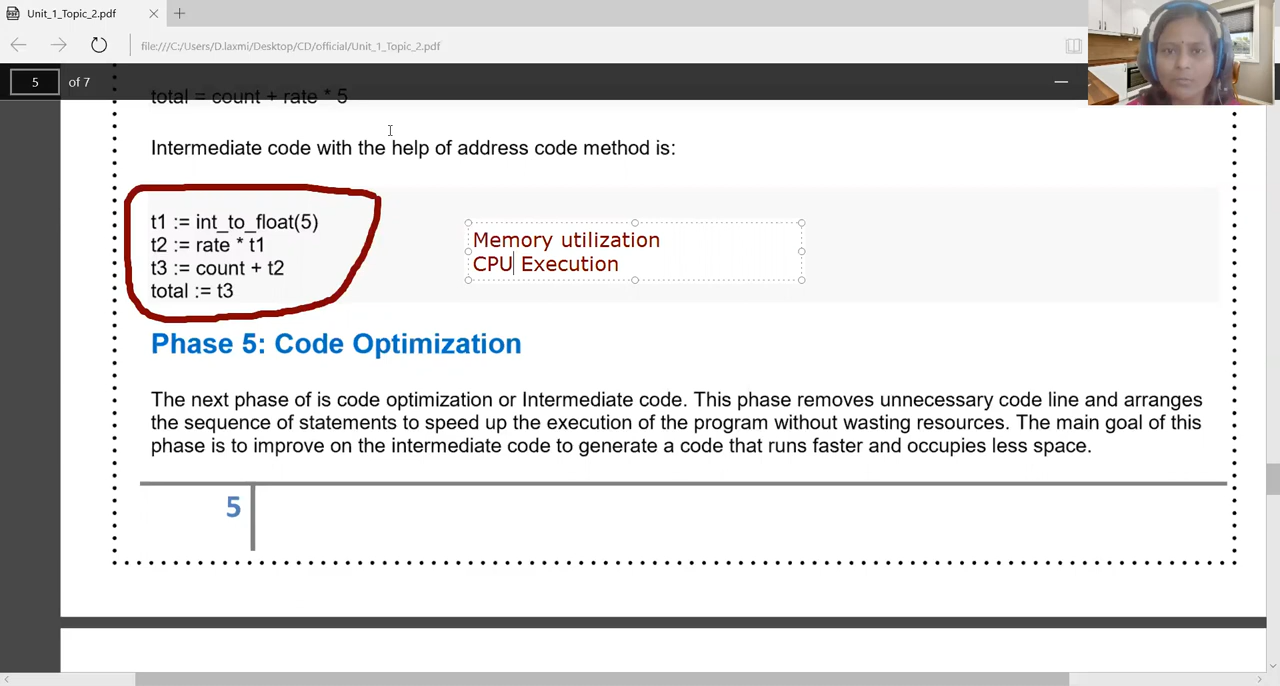 Unit_1_Topic_2.pdf
file:///C:/Users/D.laxmi/Desktop/CD/official/Unit_1_Topic_2.pdf
5 of 7
total = count + rate * 5
Intermediate code with the help of address code method is:
t1 := int_to_float(5)
t2 := rate * t1
t3 := count + t2
total := t3
Memory utilization
CPU Execution
Phase 5: Code Optimization
The next phase of is code optimization or Intermediate code. This phase removes unnecessary code line and arranges
the sequence of statements to speed up the execution of the program without wasting resources. The main goal of this
phase is to improve on the intermediate code to generate a code that runs faster and occupies less space.
5